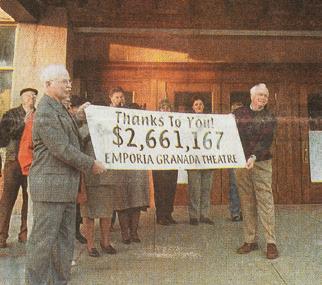 Thanks To You!
$2,661,167
EMPORIA GRANADA THEATRE